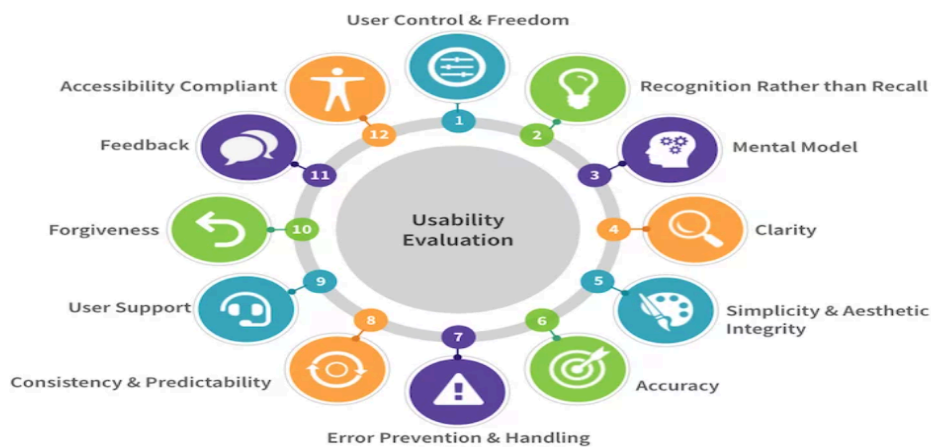 User Control & Freedom
Accessibility Compliant
Recognition Rather than Recall
12
1
2
Feedback
11
3
Mental Model
Forgiveness
10
Usability
Evaluation
4
Clarity
User Support
9
5
Simplicity & Aesthetic
Integrity
8
6
7
Consistency & Predictability
Accuracy
Error Prevention & Handling